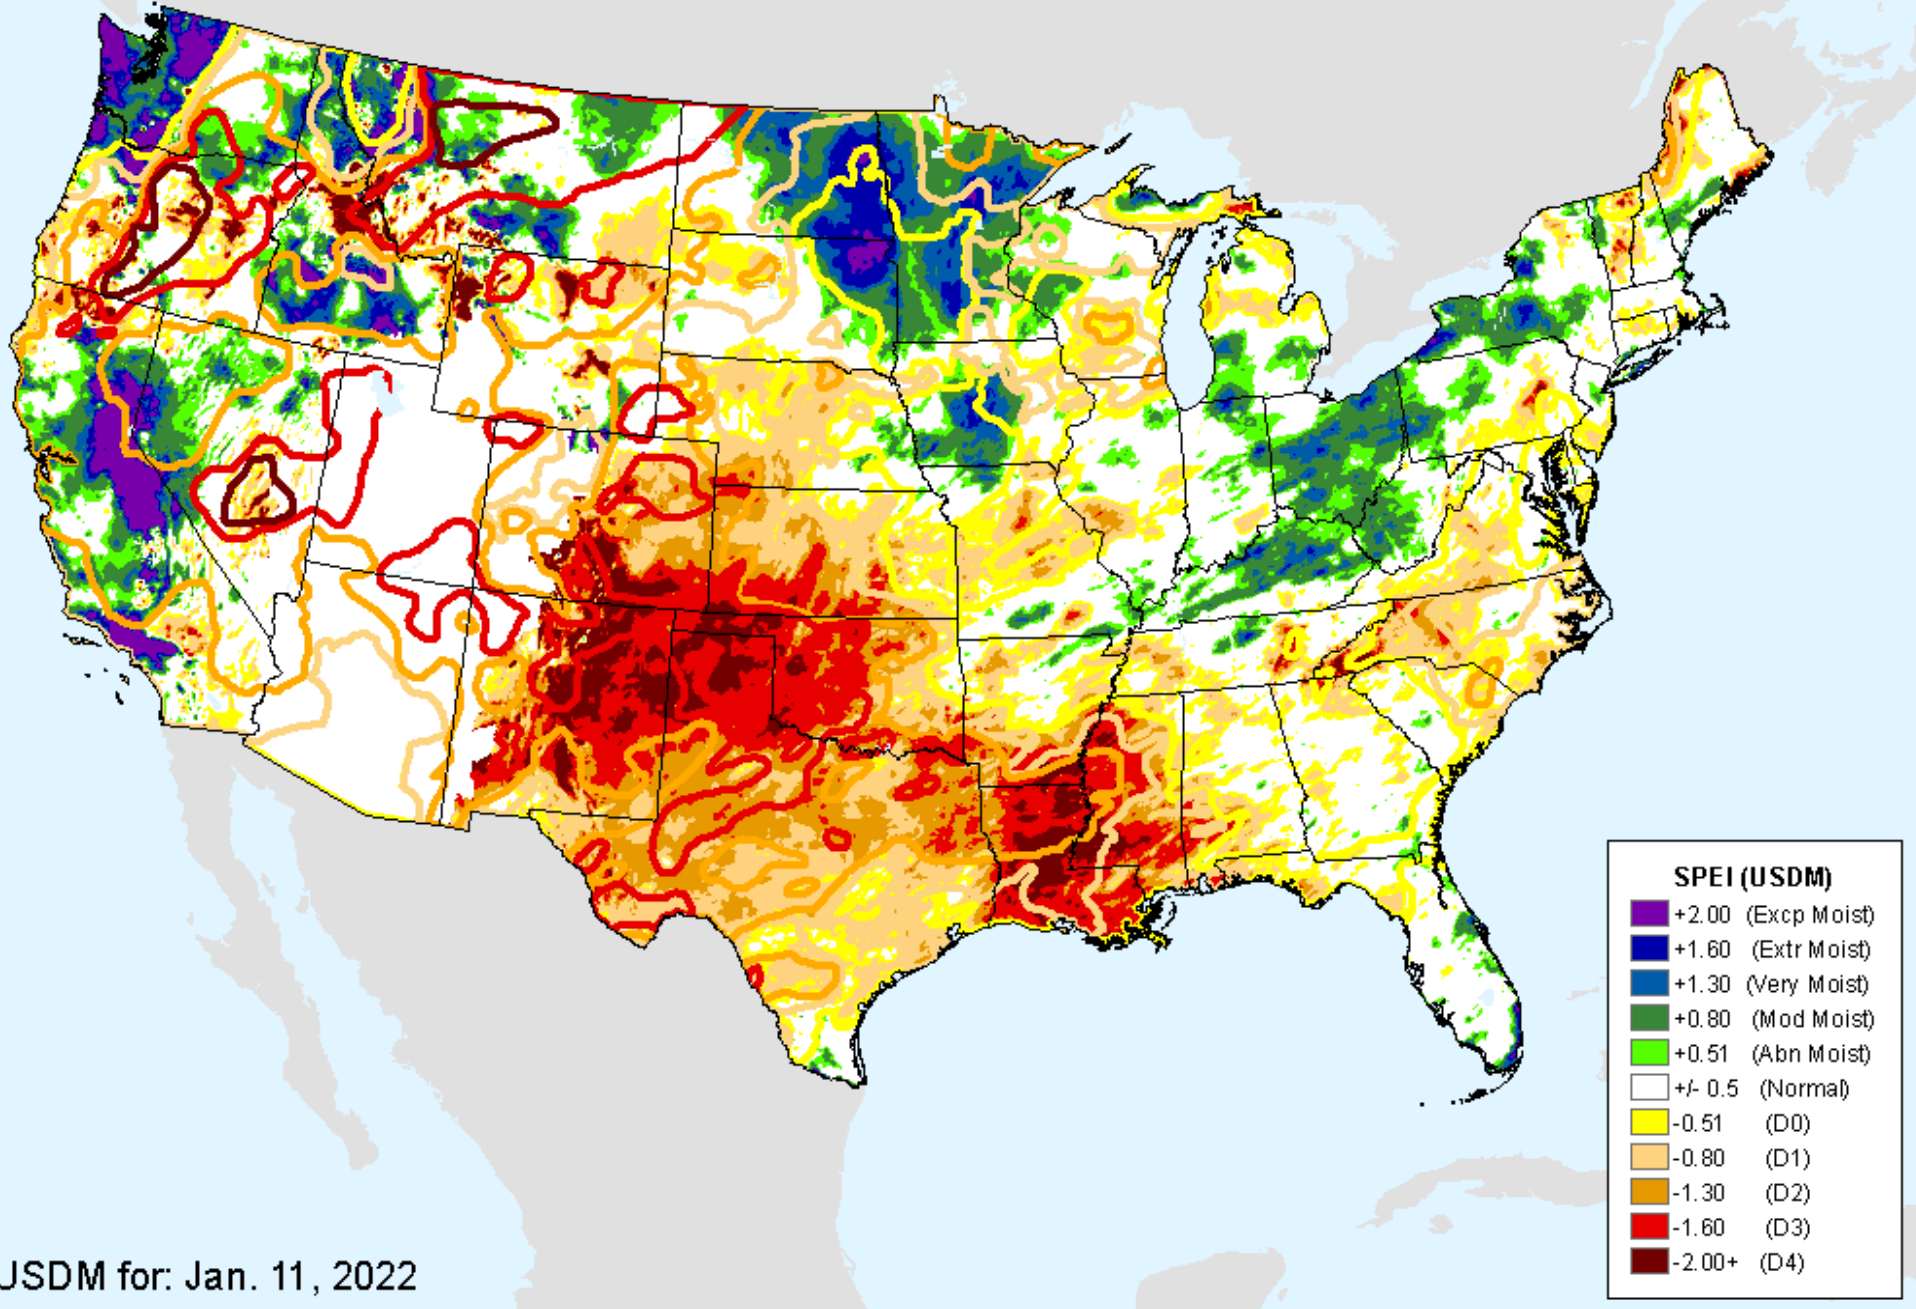 SPEI (USDM)
+2.00 (Excp Moist)
+1.60 (Extr Moist)
+1.30 (Very Moist)
+0.80 (Mod Moist)
+0.51 (Abn Moist)
+/- 0.5 (Normal)
-0.51 (D0)
-0.80 (D1)
-1.30 (D2)
-1.60 (D3)
-2.00+ (D4)
USDM for: Jan. 11, 2022